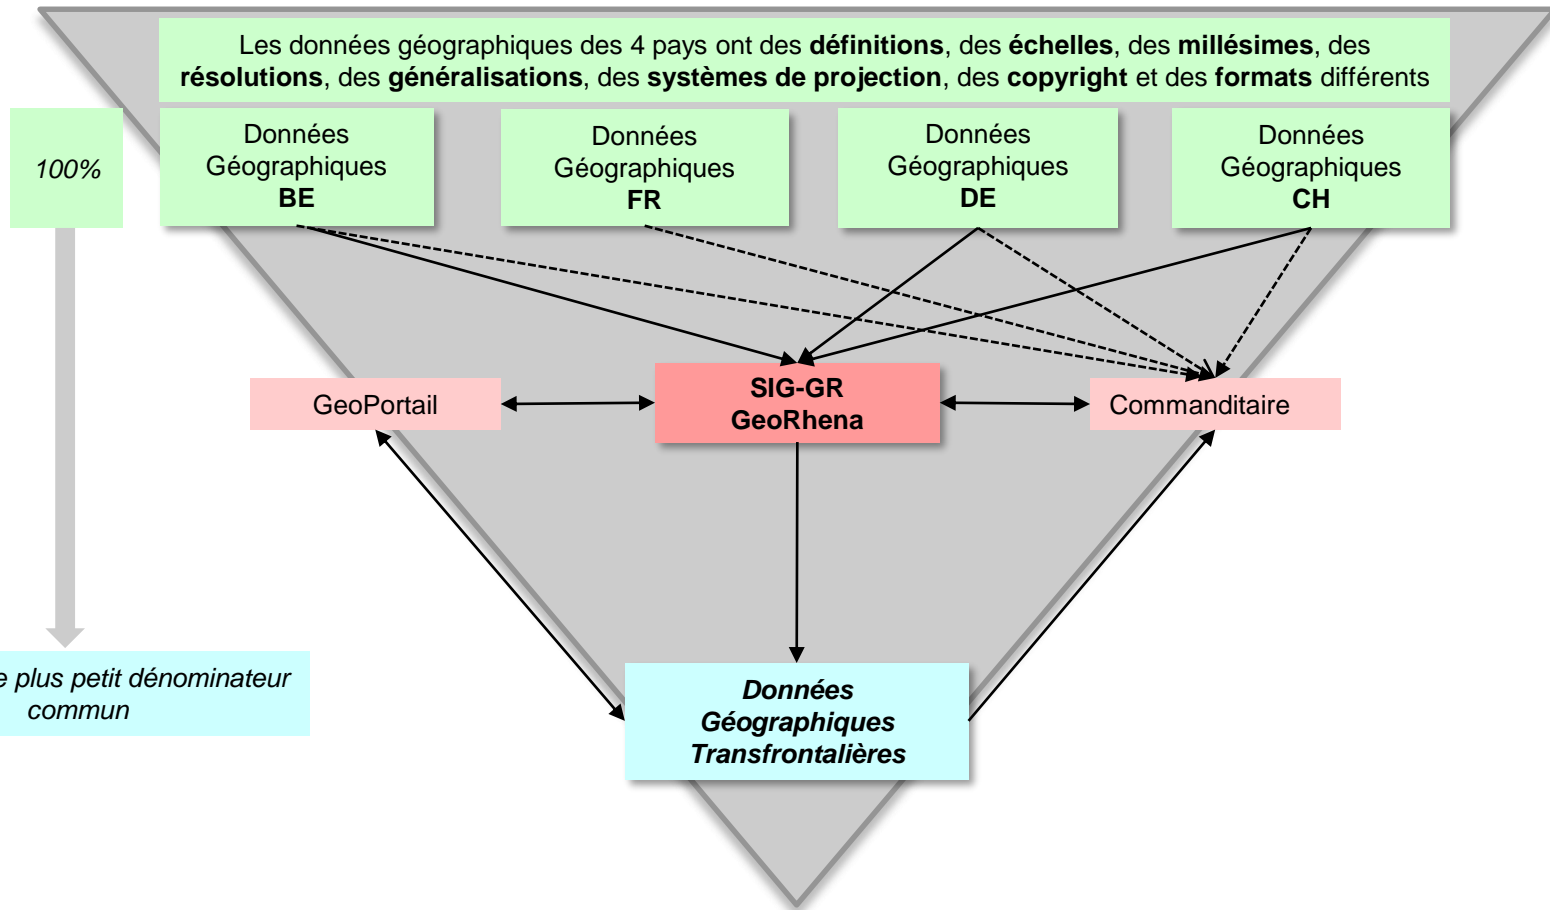 Les données géographiques des 4 pays ont des définitions, des échelles, des millésimes, des
résolutions, des généralisations, des systèmes de projection, des copyright et des formats différents
100%
Données
Géographiques
BE
Données
Géographiques
FR
Données
Géographiques
DE
Données
Géographiques
CH
GeoPortail
SIG-GR
GeoRhena
Commanditaire
plus petit dénominateur
commun
Données
Géographiques
Transfrontalières